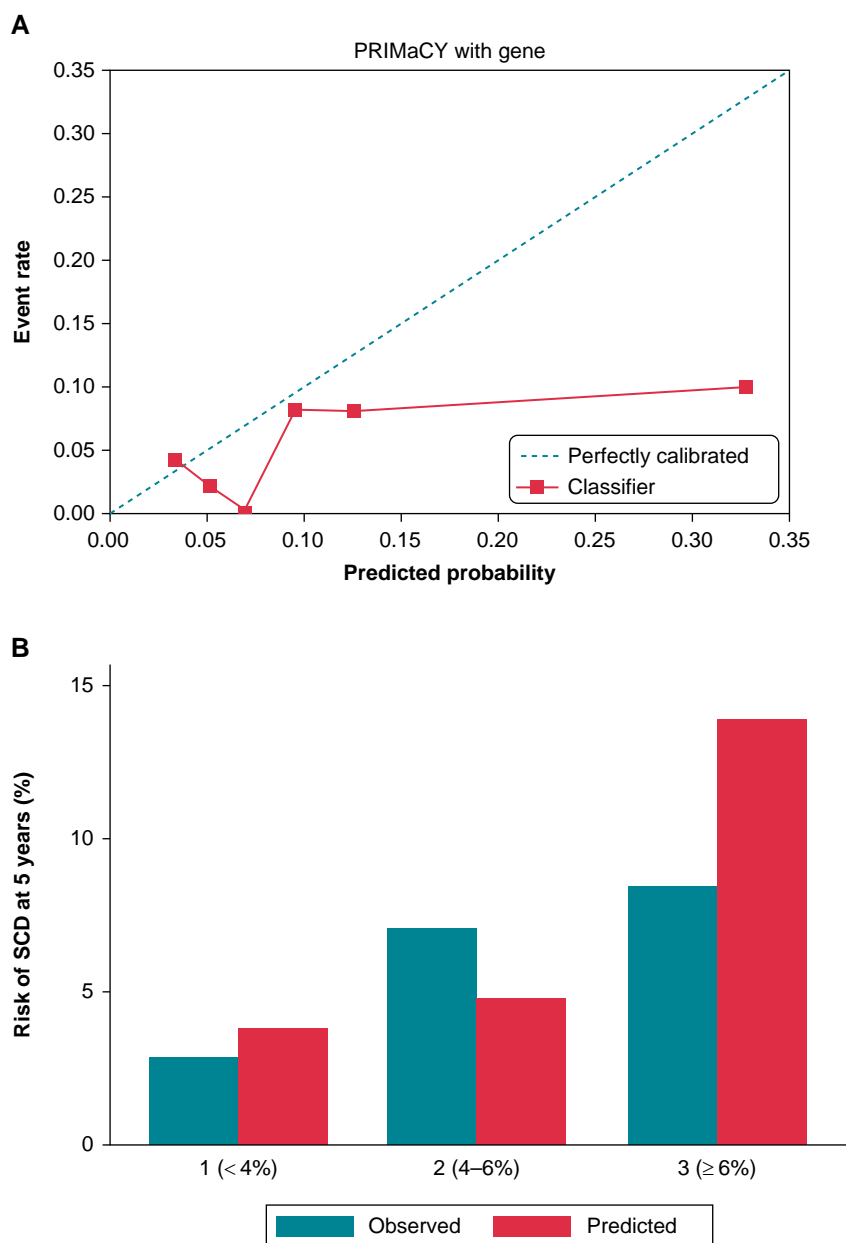 A
PRIMaCY with gene
0.35
0.30
0.25
0.20
0.15
0.10
0.05
0.00
Event rate
Perfectly calibrated
Classifier
0.00 0.05 0.10 0.15 0.20 0.25 0.30 0.35
Predicted probability
B
15
10
5
0
Risk of SCD at 5 years (%)
1 (< 4%) 2 (4–6%) 3 (≥ 6%)
Observed Predicted